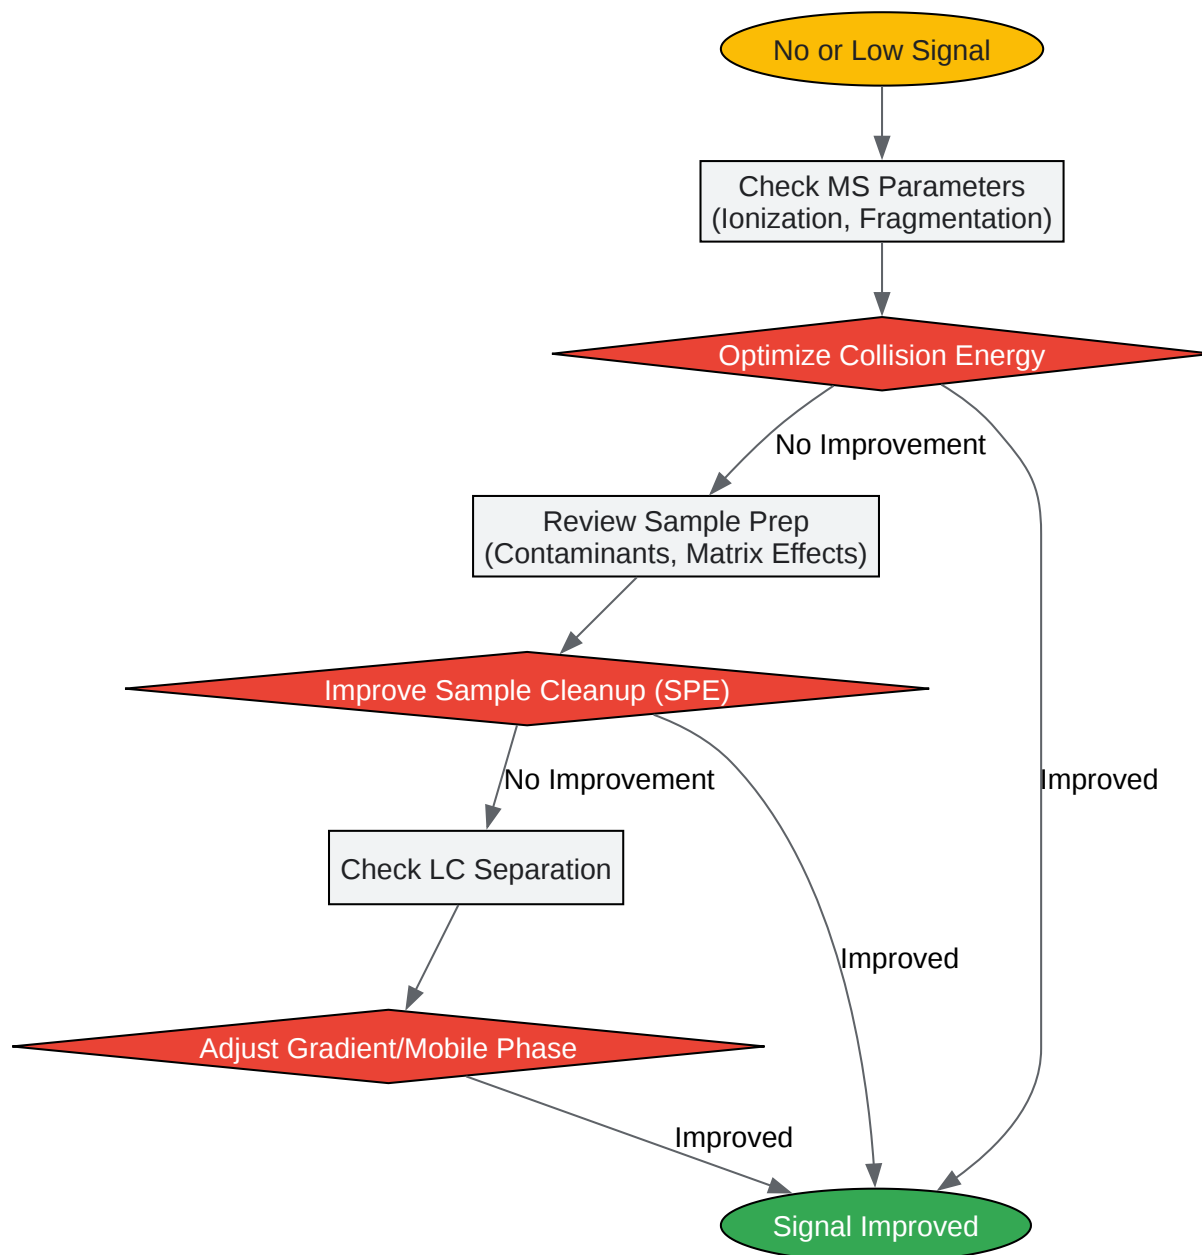 No or Low Signal
Check MS Parameters
(Ionization, Fragmentation)
Optimize Collision Energy
No Improvement
Review Sample Prep
(Contaminants, Matrix Effects)
Improve Sample Cleanup (SPE)
No Improvement
Improved
Check LC Separation
Improved
Adjust Gradient/Mobile Phase
Improved
Signal Improved